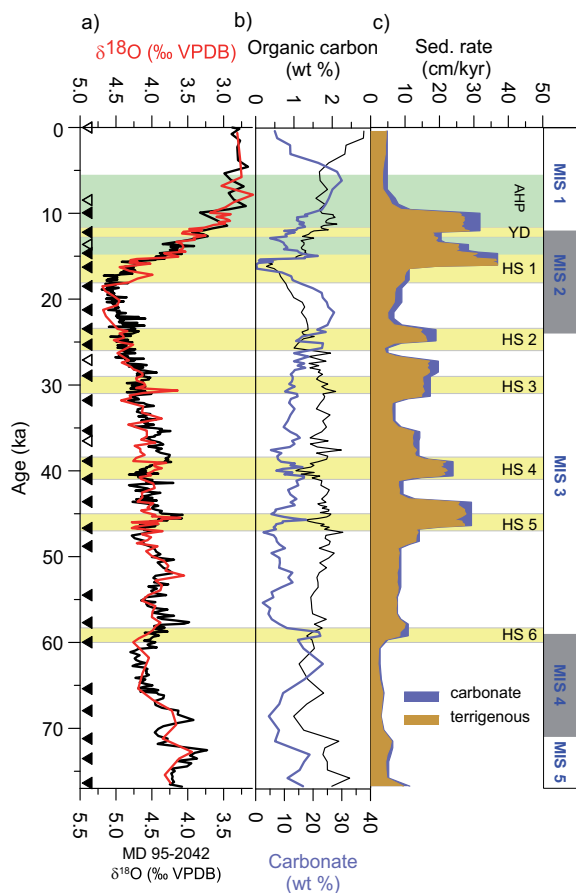 a)
b)
c)
δ18O (‰ VPDB)
Organic carbon
(wt %)
Sed. rate
(cm/kyr)
5.0 4.5 4.0 3.5 3.0
0 1 2 3
0 10 20 30 40 50
Age (ka)
0
10
20
30
40
50
60
70
AHP
YD
HS 1
HS 2
HS 3
HS 4
HS 5
HS 6
MIS 1
MIS 2
MIS 3
MIS 4
MIS 5
carbonate
terrigenous
5.5 5.0 4.5 4.0 3.5
0 10 20 30 40
MD 95-2042
δ18O (‰ VPDB)
Carbonate
(wt %)